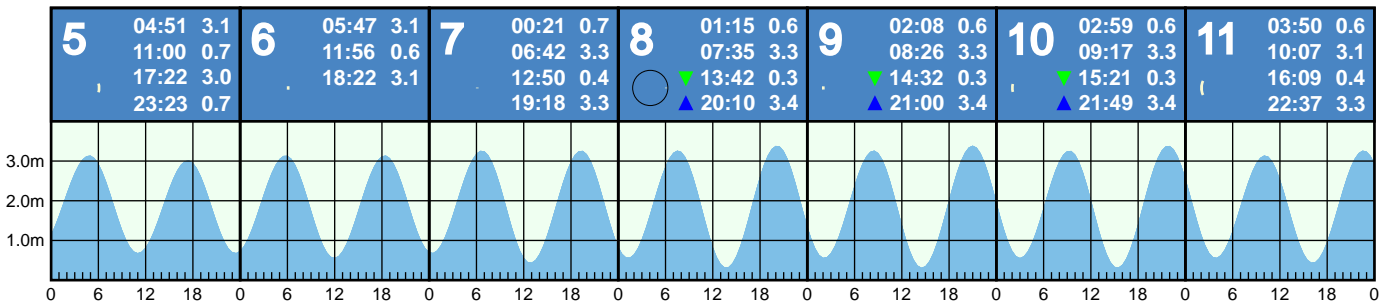 5
04:51 3.1
11:00 0.7
17:22 3.0
23:23 0.7
6
05:47 3.1
11:56 0.6
18:22 3.1
7
00:21 0.7
06:42 3.3
12:50 0.4
19:18 3.3
8
01:15 0.6
07:35 3.3
▼ 13:42 0.3
▲ 20:10 3.4
9
02:08 0.6
08:26 3.3
▼ 14:32 0.3
▲ 21:00 3.4
10
02:59 0.6
09:17 3.3
▼ 15:21 0.3
▲ 21:49 3.4
11
03:50 0.6
10:07 3.1
16:09 0.4
22:37 3.3
3.0m
2.0m
1.0m
0 6 12 18 0 6 12 18 0 6 12 18 0 6 12 18 0 6 12 18 0 6 12 18 0 6 12 18 0